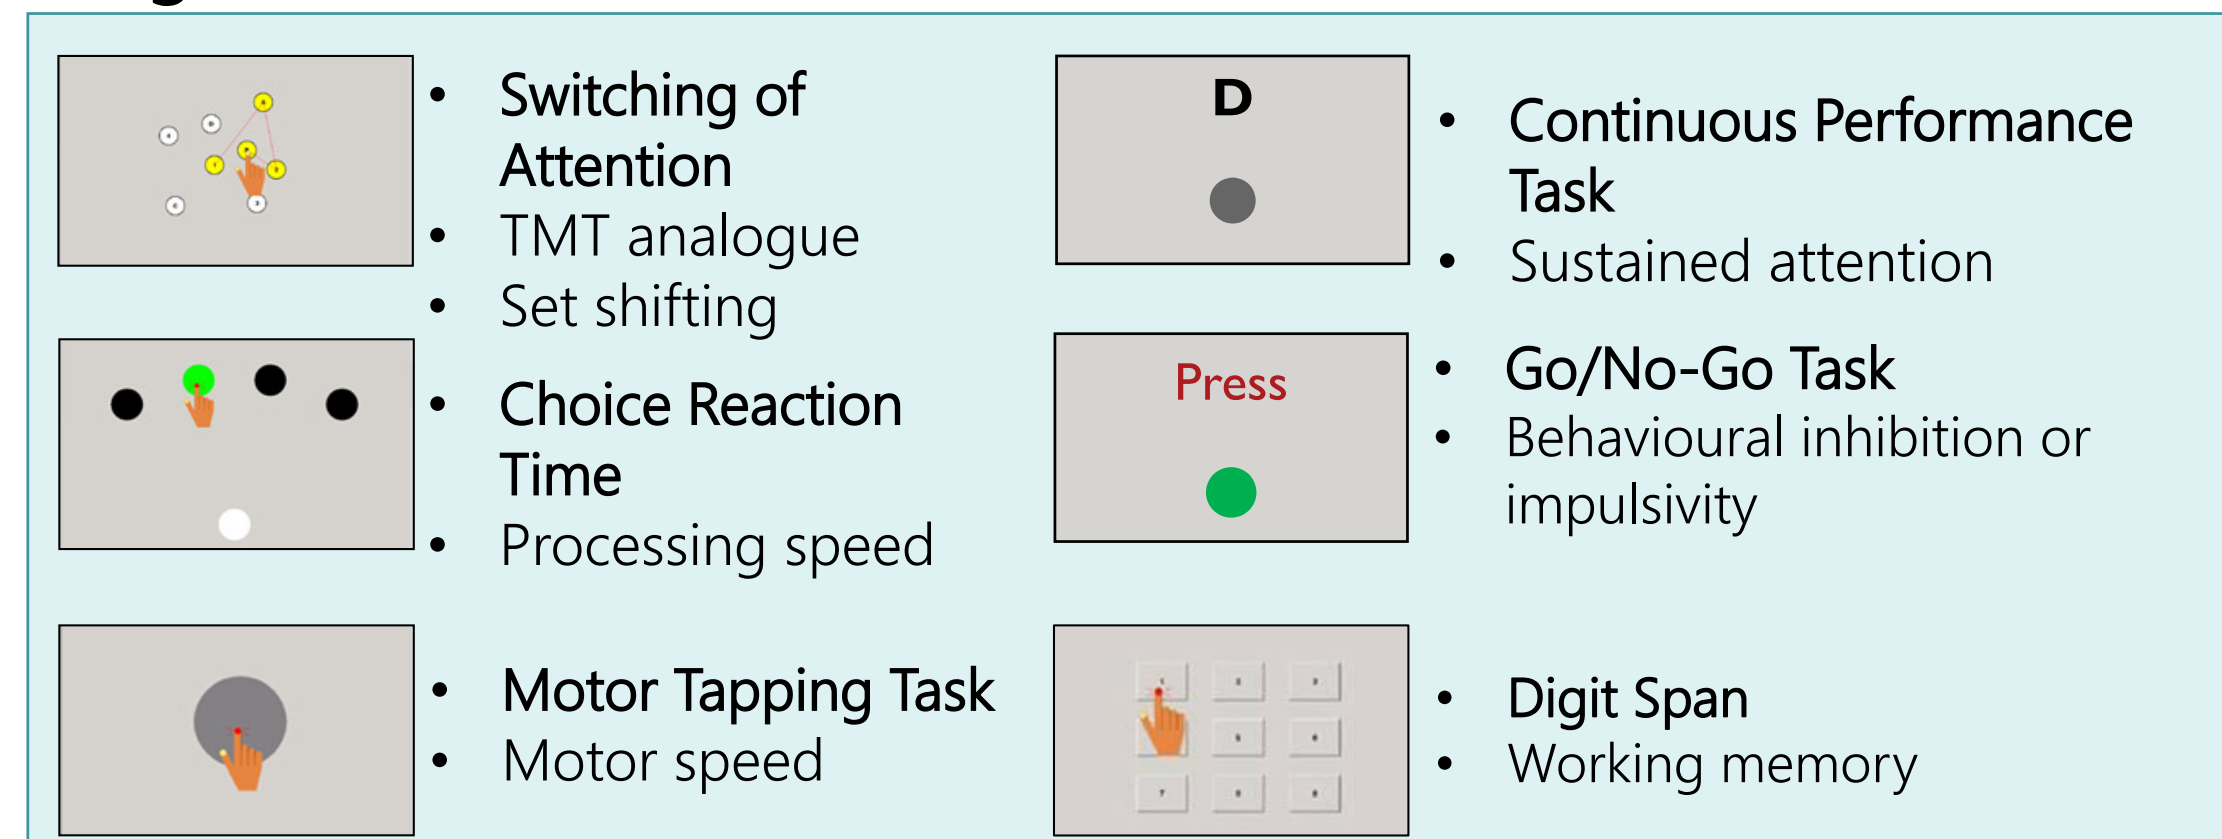 • Switching of
Attention
• TMT analogue
• Set shifting
• Choice Reaction
Time
• Processing speed
• Motor Tapping Task
• Motor speed
D
• Continuous Performance
Task
• Sustained attention
Press
• Go/No-Go Task
• Behavioural inhibition or
impulsivity
• Digit Span
• Working memory